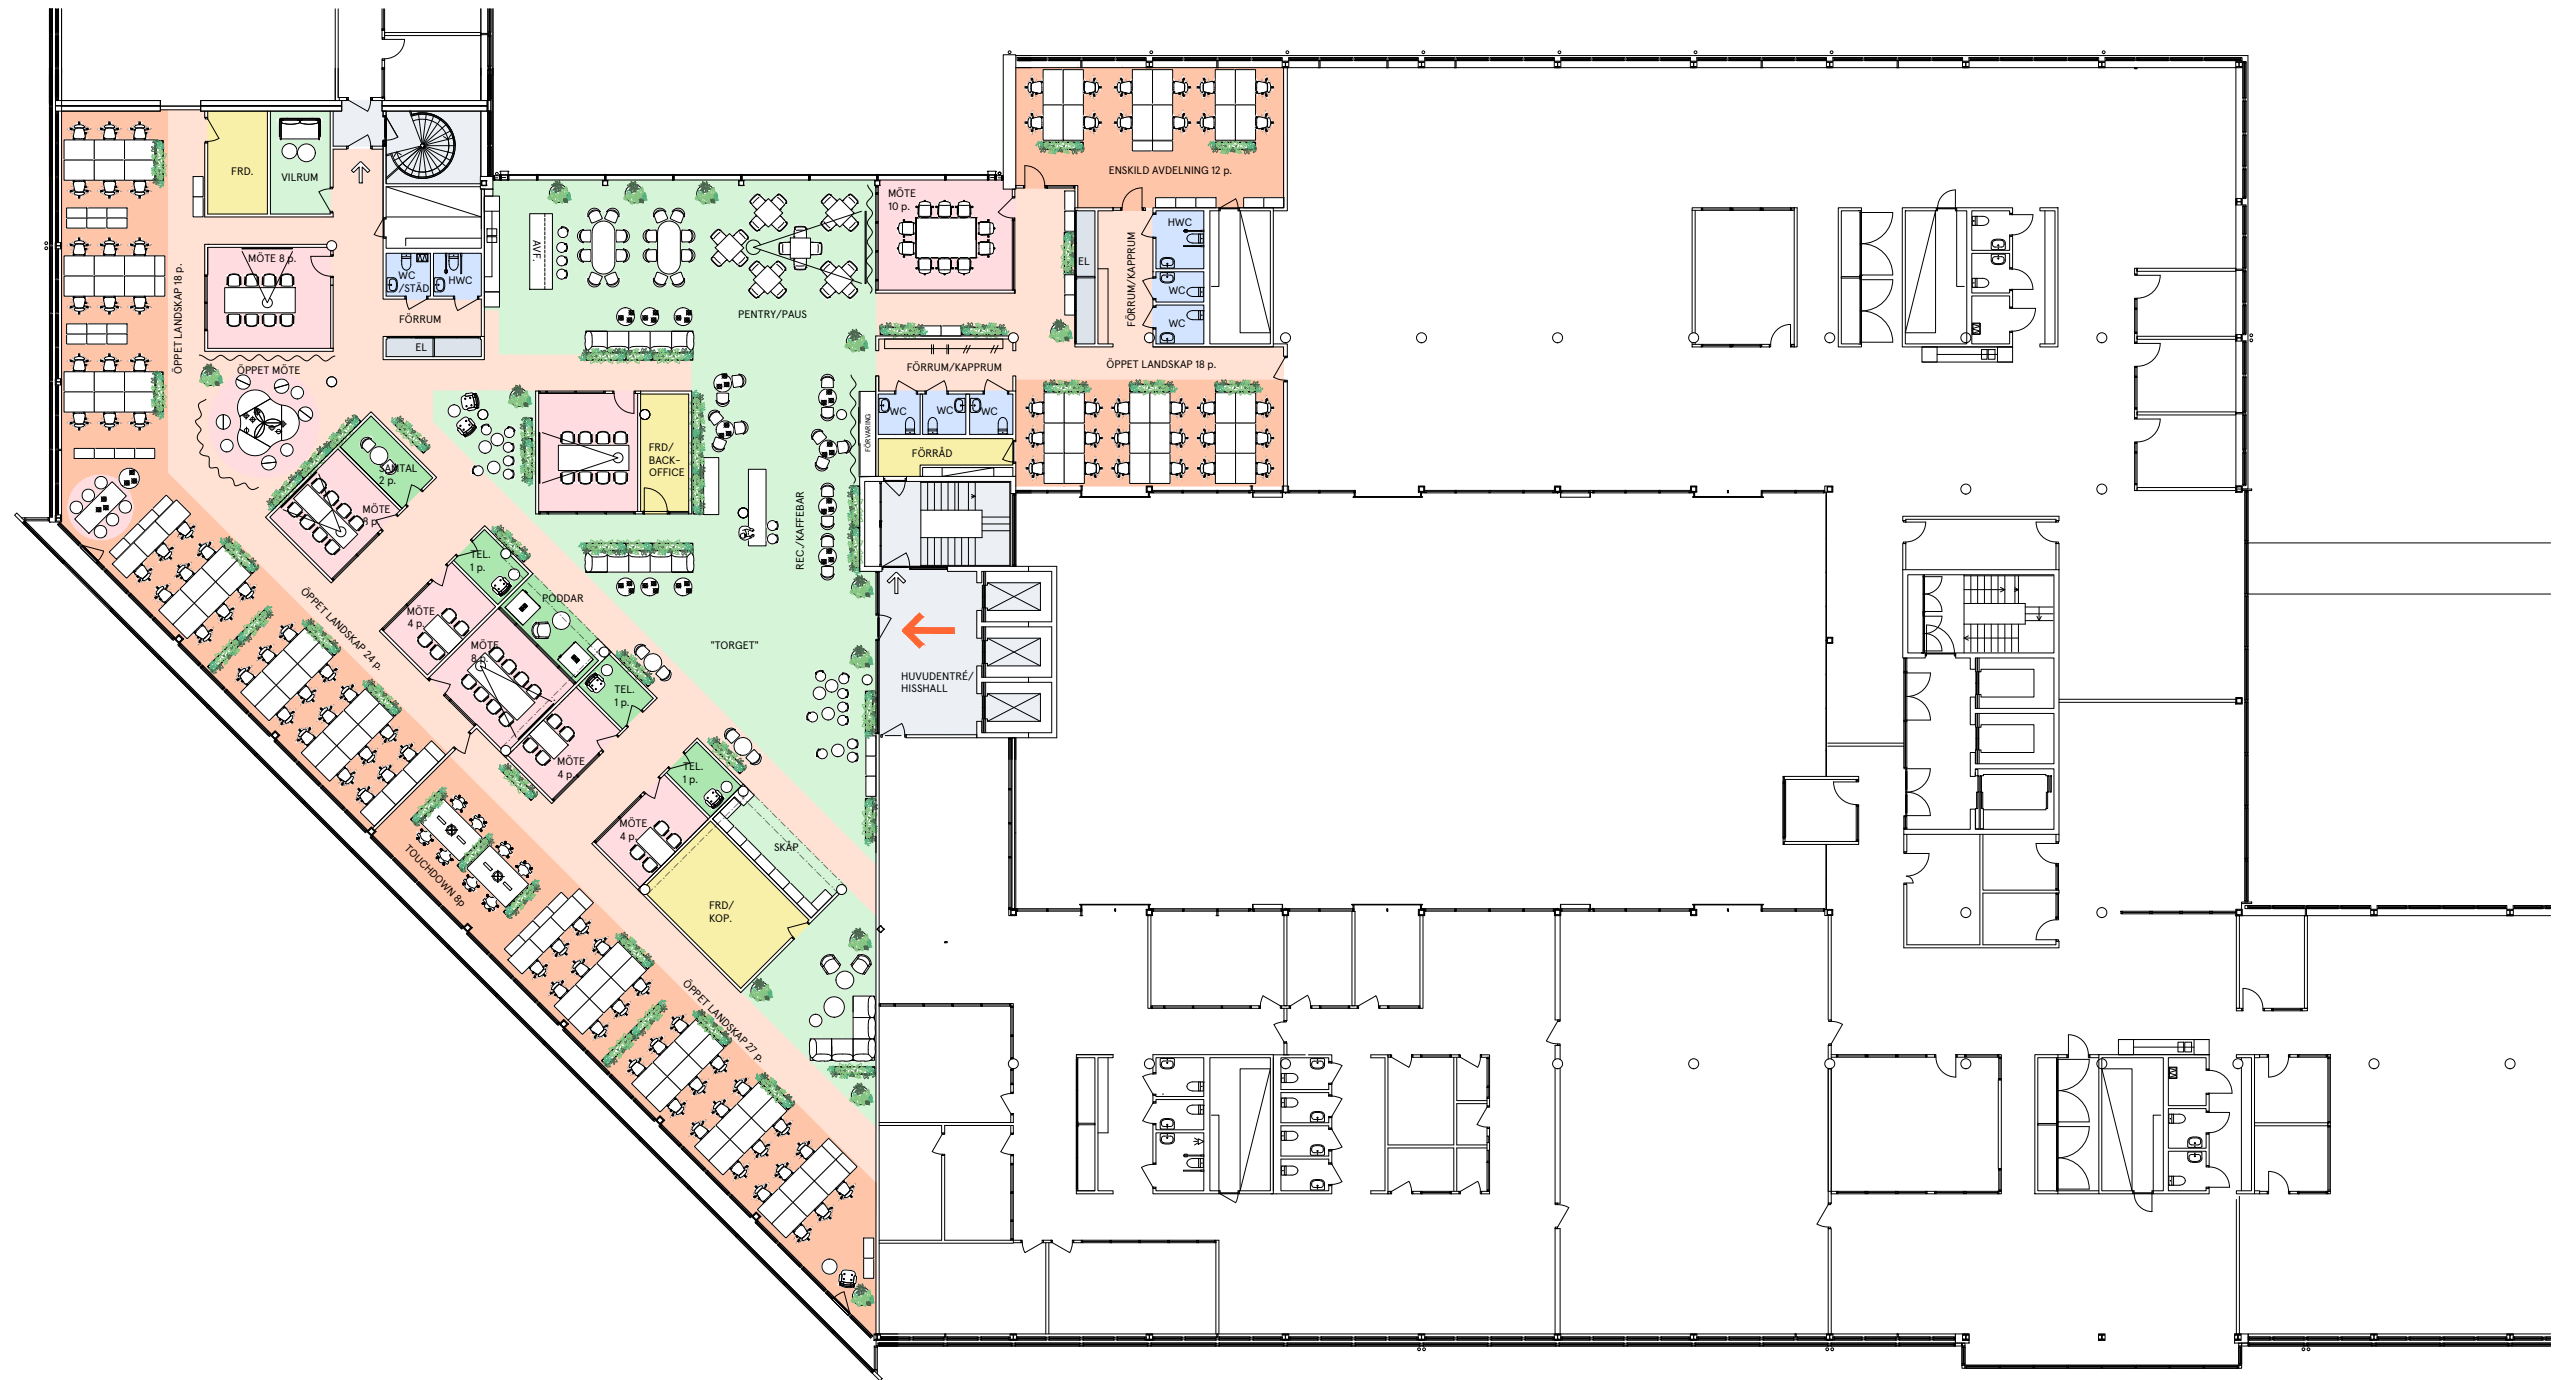 FRD.
VILRUM
MÖTE 8 p.
ÖPPET LANDSKAP 18 p.
WC
/STÄD
HWC
FÖRRUM
EL
ÖPPET MÖTE
AVF.
PENTRY/PAUS
MÖTE
10 p.
ENSKILD AVDELNING 12 p.
EL
FÖRRUM/KAPPRUM
HWC
WC
WC
FÖRRUM/KAPPRUM
ÖPPET LANDSKAP 18 p.
WC
WC
WC
FÖRVARING
FÖRRÅD
FRD/
BACK-
OFFICE
REC./KAFFEBAR
SAMTAL
2 p.
MÖTE
8 p.
TEL.
1 p.
PODDAR
MÖTE
4 p.
MÖTE
8 p.
TEL.
1 p.
MÖTE
4 p.
ÖPPET LANDSKAP 24 p.
"TORGET"
HUVUDENTRÉ/
HISSHALL
TEL.
1 p.
MÖTE
4 p.
SKÅP
FRD/
KOP.
TOUCHDOWN 8p
ÖPPET LANDSKAP 27 p.